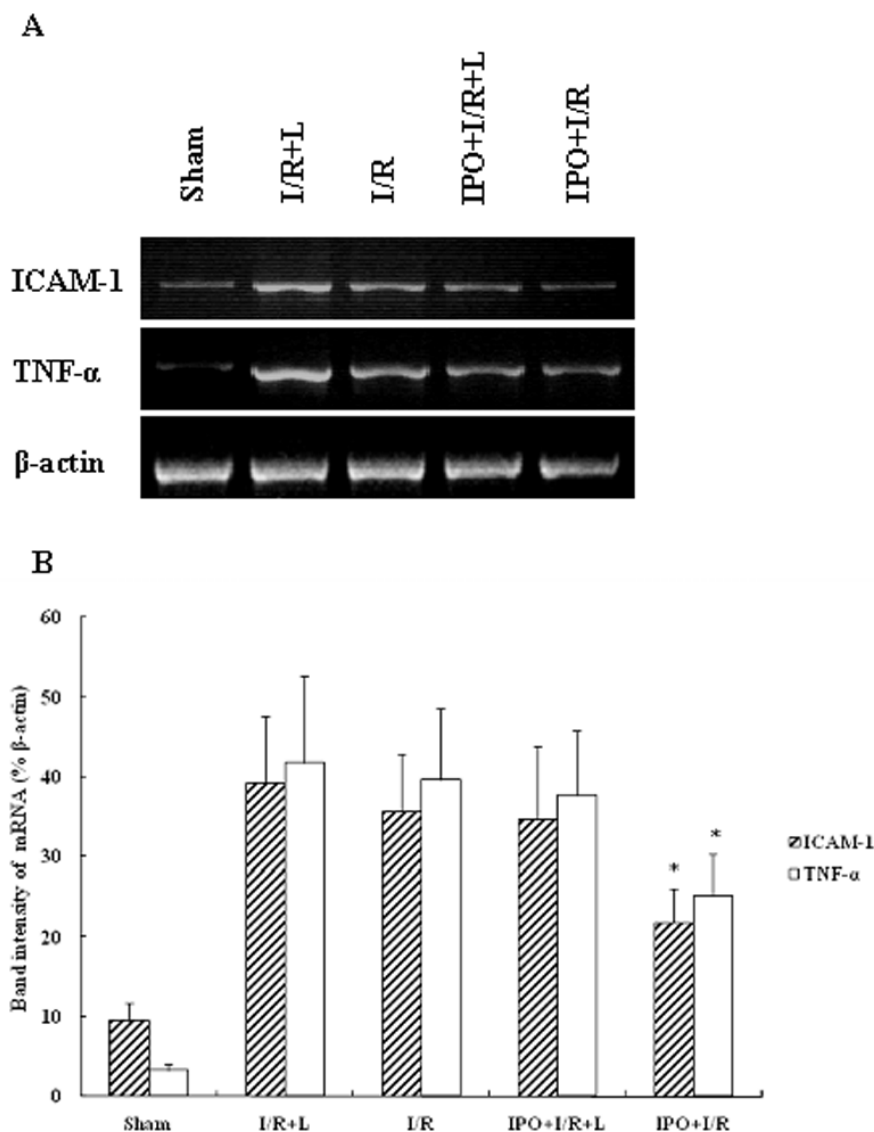 A
Sham
I/R+L
I/R
IPO+I/R+L
IPO+I/R
ICAM-1
TNF-α
β-actin
B
60
50
40
30
20
10
0
Band intensity of mRNA (% β-actin)
* *
ICAM-1
TNF-α
Sham I/R+L I/R IPO+I/R+L IPO+I/R